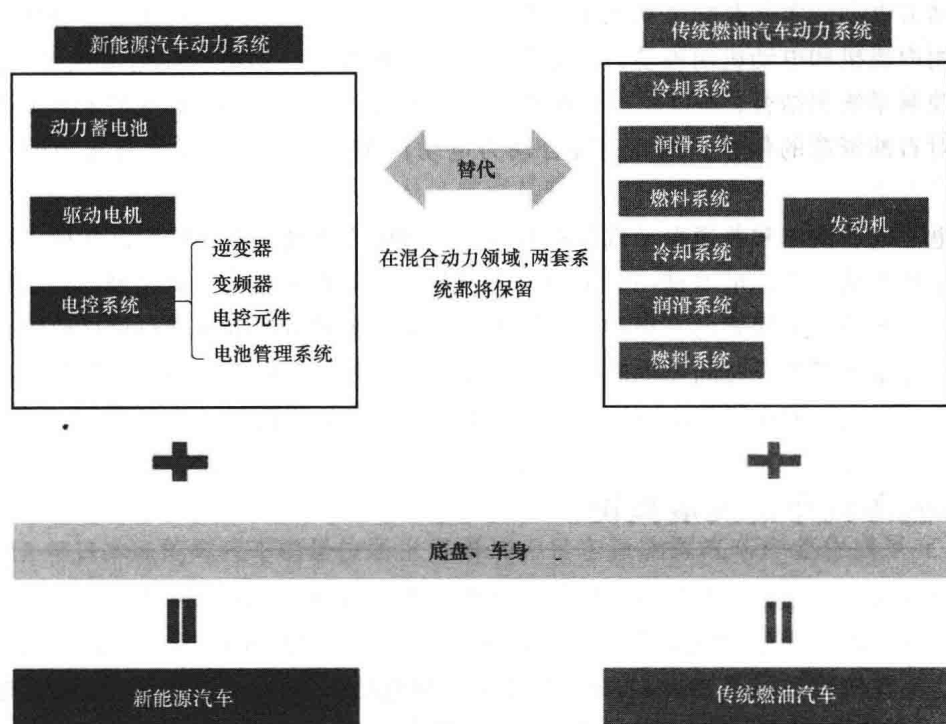 新能源汽车动力系统
传统燃油汽车动力系统
动力蓄电池
驱动电机
电控系统
逆变器
变频器
电控元件
电池管理系统
替代
在混合动力领域,两套系
统都将保留
冷却系统
润滑系统
燃料系统
冷却系统
润滑系统
燃料系统
发动机
底盘、车身
新能源汽车
传统燃油汽车